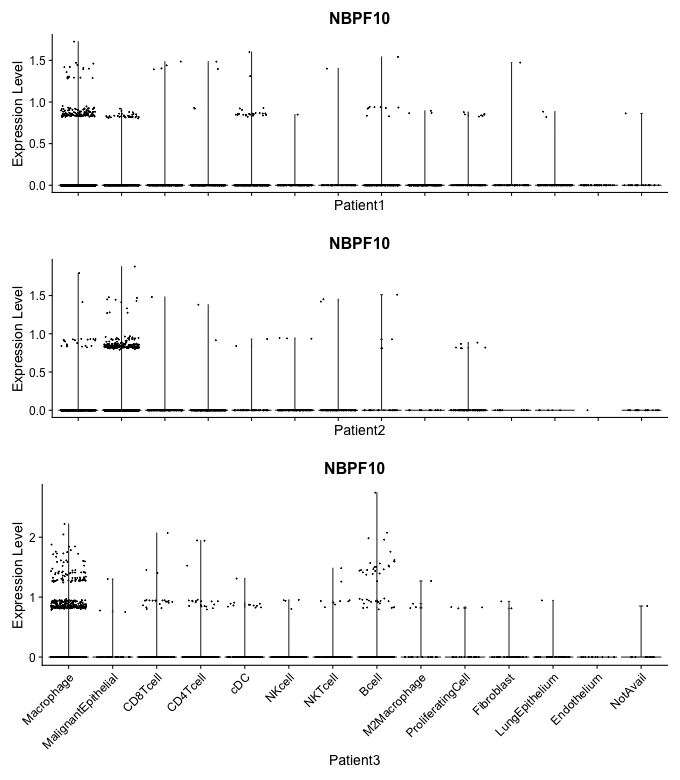 NBPF10
Expression Level
1.5
1.0
0.5
0.0
Patient1
NBPF10
Expression Level
1.5
1.0
0.5
0.0
Patient2
NBPF10
Expression Level
2
1
0
Macrophage
MalignantEpithelial
CD8Tcell
CD4Tcell
cDC
NKcell
NKTcell
Bcell
M2Macrophage
ProliferatingCell
Fibroblast
LungEpithelium
Endothelium
NotAvail
Patient3